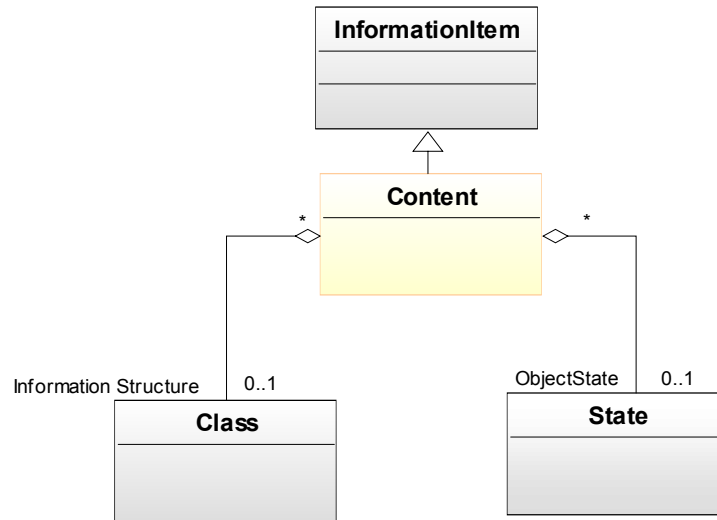 InformationItem
Content
* *
Information Structure 0..1 ObjectState 0..1
Class State